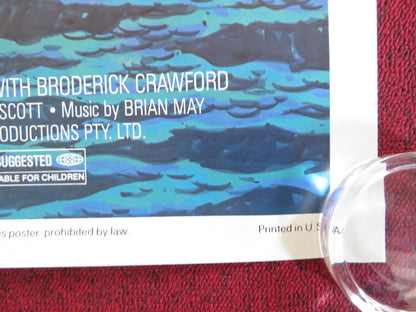 WITH BRODERICK CRAWFORD
SCOTT • Music by BRIAN MAY
ODUCTIONS PTY. LTD.
SUGGESTED
ABLE FOR CHILDREN
is poster prohibited by law.
Printed in U.S.A.